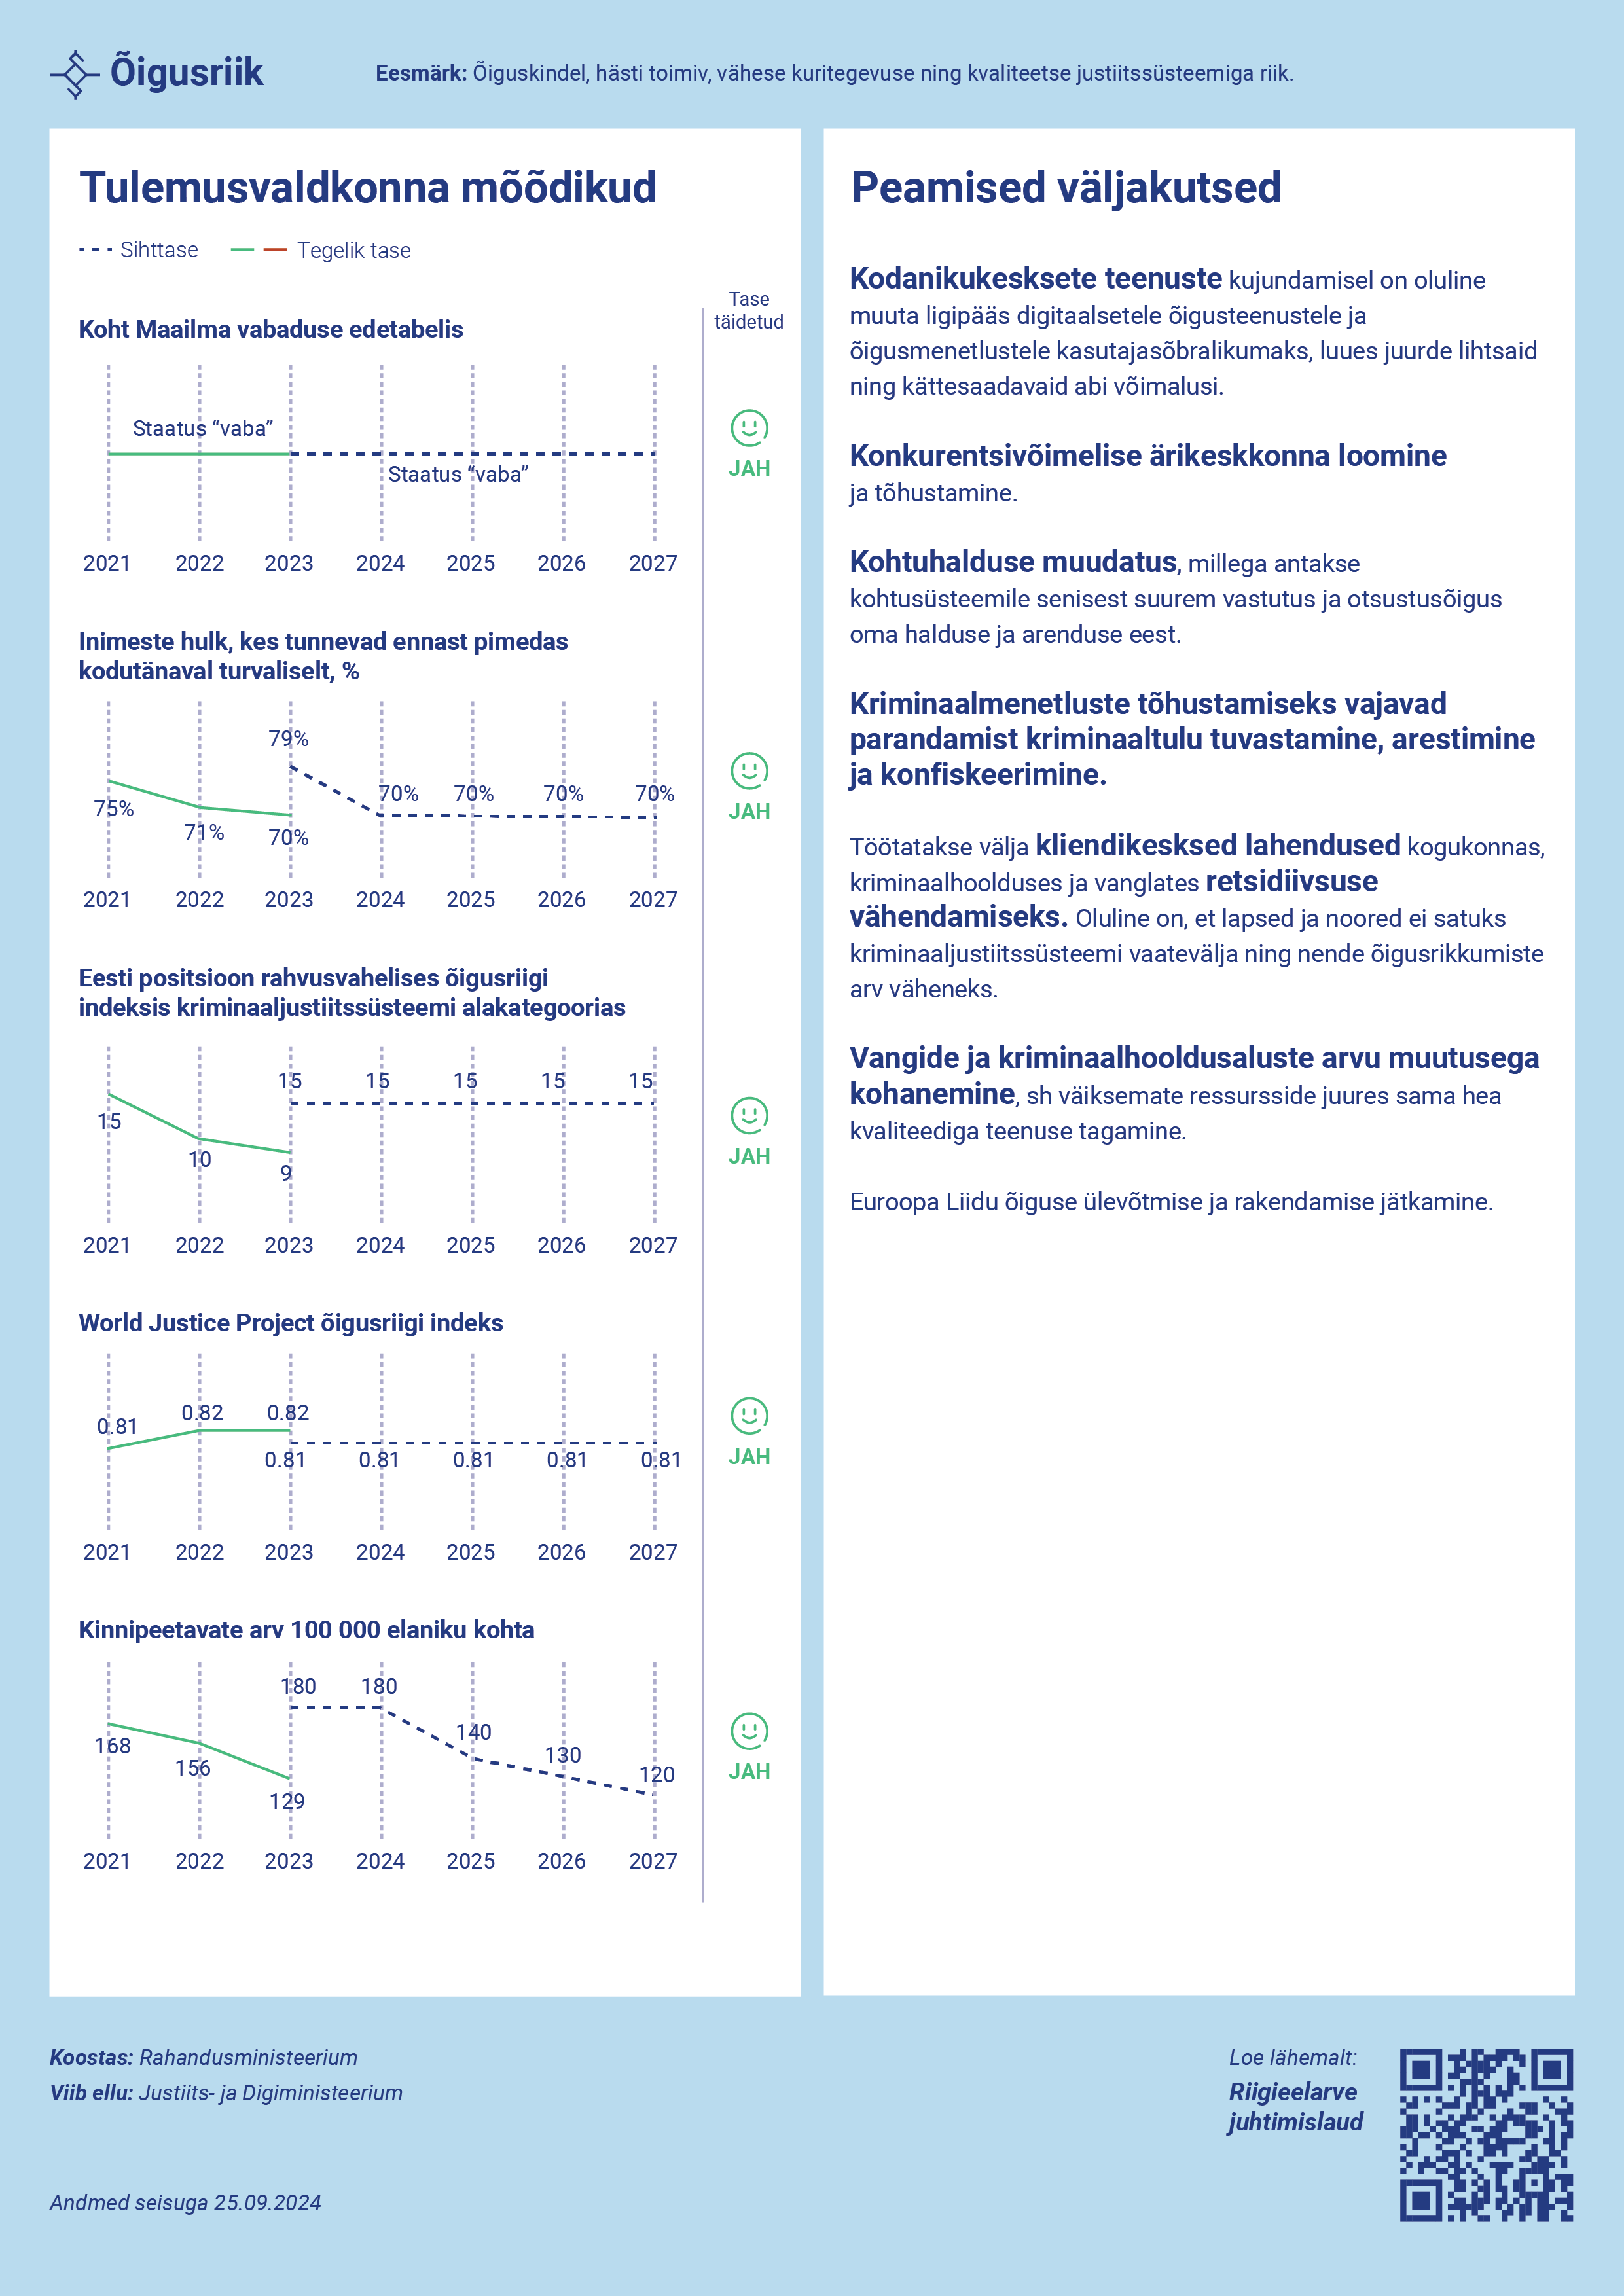 Õigusriik
Eesmärk: Õiguskindel, hästi toimiv, vähese kuritegevuse ning kvaliteetse justiitssüsteemiga riik.
Tulemusvaldkonna mõõdikud
Sihttase
Tegelik tase
Tase
täidetud
Koht Maailma vabaduse edetabelis
Staatus “vaba”
Staatus “vaba”
JAH
2021 2022 2023 2024 2025 2026 2027
Inimeste hulk, kes tunnevad ennast pimedas
kodutänaval turvaliselt, %
79%
70% 70% 70% 70%
75%
71%
70%
JAH
2021 2022 2023 2024 2025 2026 2027
Eesti positsioon rahvusvahelises õigusriigi
indeksis kriminaaljustiitssüsteemi alakategoorias
15 15 15 15 15
15
10
9
JAH
2021 2022 2023 2024 2025 2026 2027
World Justice Project õigusriigi indeks
0.81 0.82 0.82
0.81 0.81 0.81 0.81 0.81
JAH
2021 2022 2023 2024 2025 2026 2027
Kinnipeetavate arv 100 000 elaniku kohta
180 180
140
130
120
168
156
129
JAH
2021 2022 2023 2024 2025 2026 2027
Peamised väljakutsed
Kodanikukesksete teenuste kujundamisel on oluline
muuta ligipääs digitaalsetele õigusteenustele ja
õigusmenetlustele kasutajasõbralikumaks, luues juurde lihtsaid
ning kättesaadavaid abi võimalusi.
Konkurentsivõimelise ärikeskkonna loomine
ja tõhustamine.
Kohtuhalduse muudatus, millega antakse
kohtusüsteemile senisest suurem vastutus ja otsustusõigus
oma halduse ja arenduse eest.
Kriminaalmenetluste tõhustamiseks vajavad
parandamist kriminaaltulu tuvastamine, arestimine
ja konfiskeerimine.
Töötatakse välja kliendikesksed lahendused kogukonnas,
kriminaalhoolduses ja vanglates retsidiivsuse
vähendamiseks. Oluline on, et lapsed ja noored ei satuks
kriminaaljustiitssüsteemi vaatevälja ning nende õigusrikkumiste
arv väheneks.
Vangide ja kriminaalhooldusaluste arvu muutusega
kohanemine, sh väiksemate ressursside juures sama hea
kvaliteediga teenuse tagamine.
Euroopa Liidu õiguse ülevõtmise ja rakendamise jätkamine.
Koostas: Rahandusministeerium
Viib ellu: Justiits- ja Digiministeerium
Andmed seisuga 25.09.2024
Loe lähemalt:
Riigieelarve
juhtimislaud